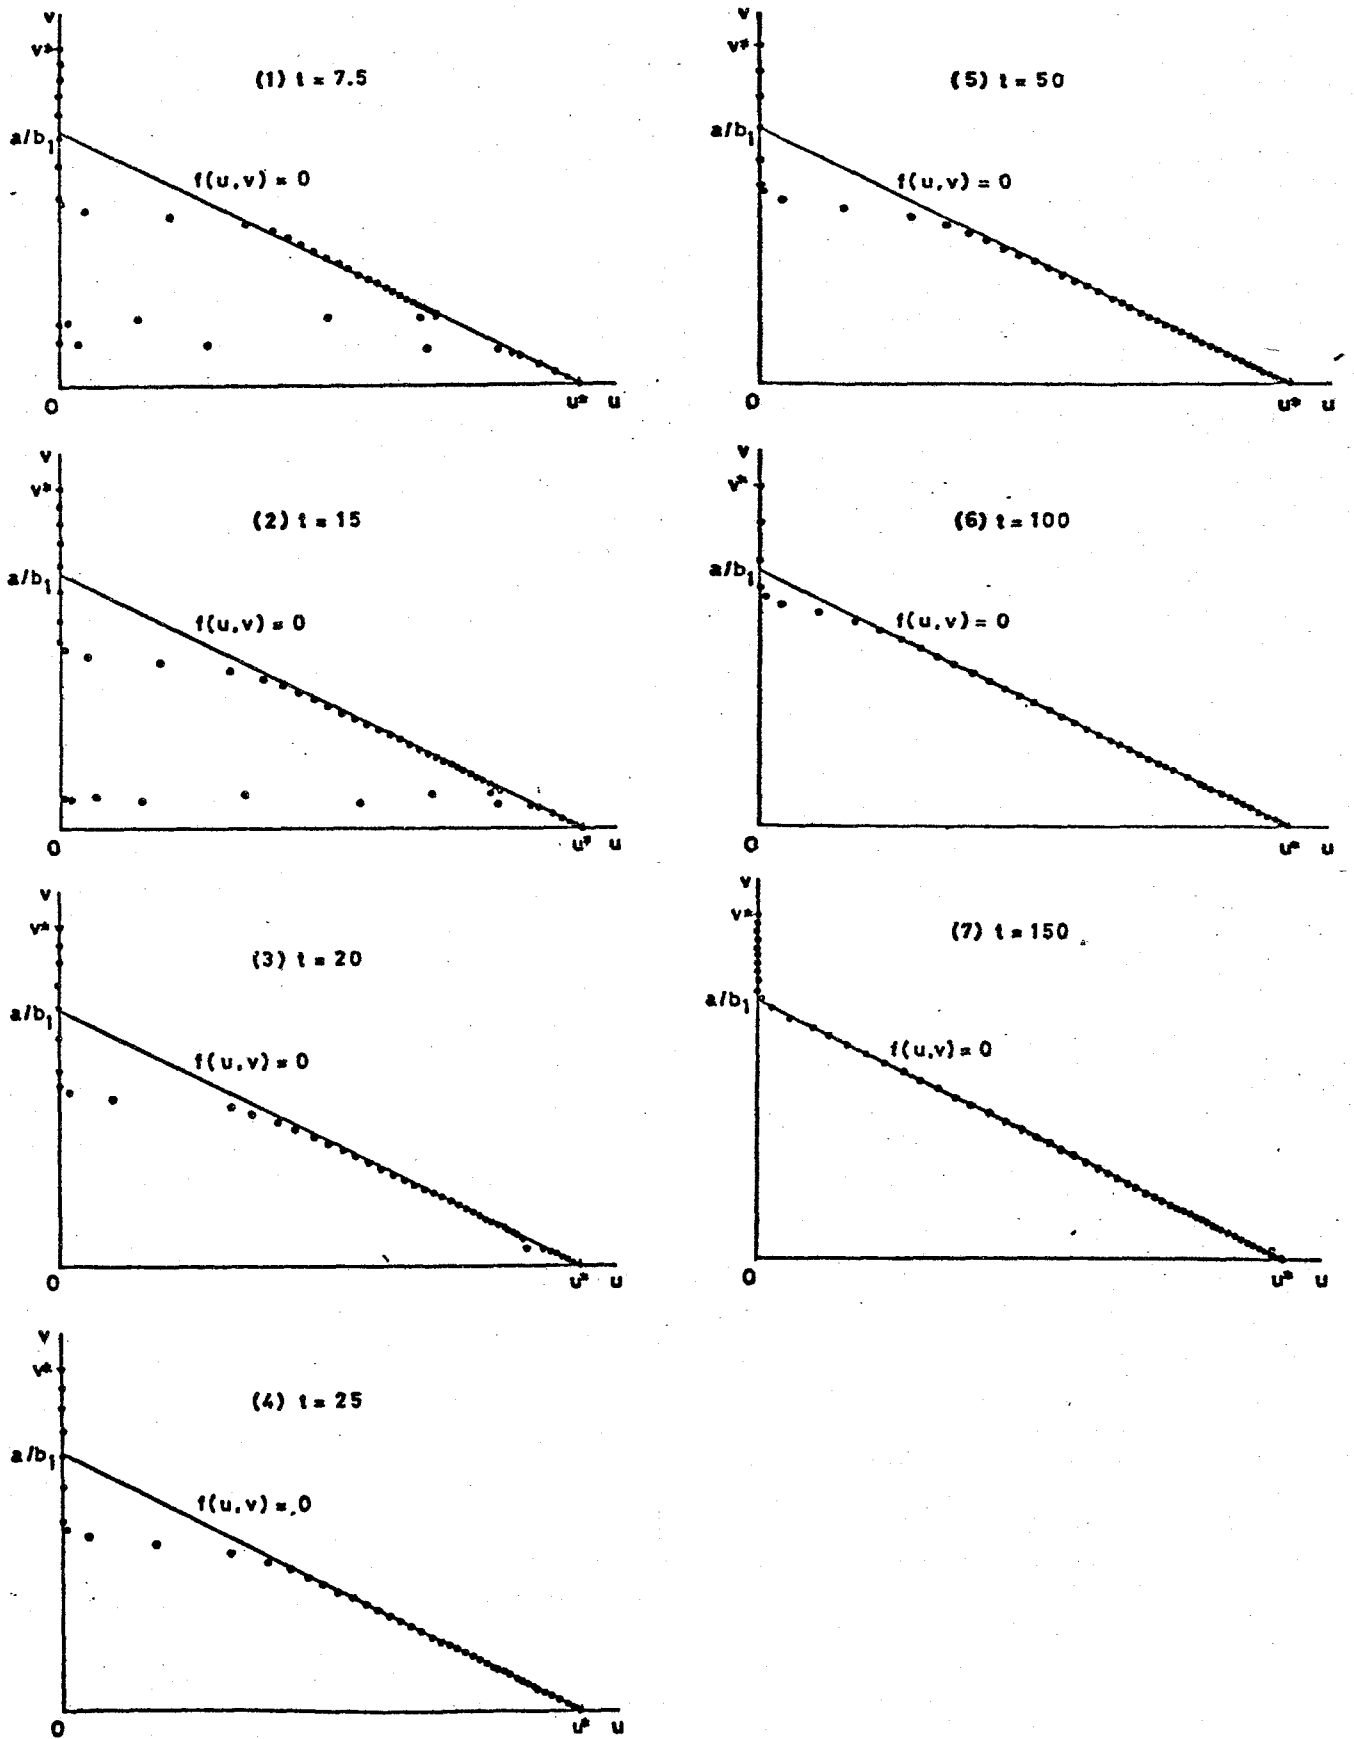 v
v*
(1) t = 7.5
a/b1
f(u,v) = 0
0
u* u
v
v*
(2) t = 15
a/b1
f(u,v) = 0
0
u* u
v
v*
(3) t = 20
a/b1
f(u,v) = 0
0
u* u
v
v*
(4) t = 25
a/b1
f(u,v) = 0
0
u* u
v
v*
(5) t = 50
a/b1
f(u,v) = 0
0
u* u
v
v*
(6) t = 100
a/b1
f(u,v) = 0
0
u* u
v
v*
(7) t = 150
a/b1
f(u,v) = 0
0
u* u